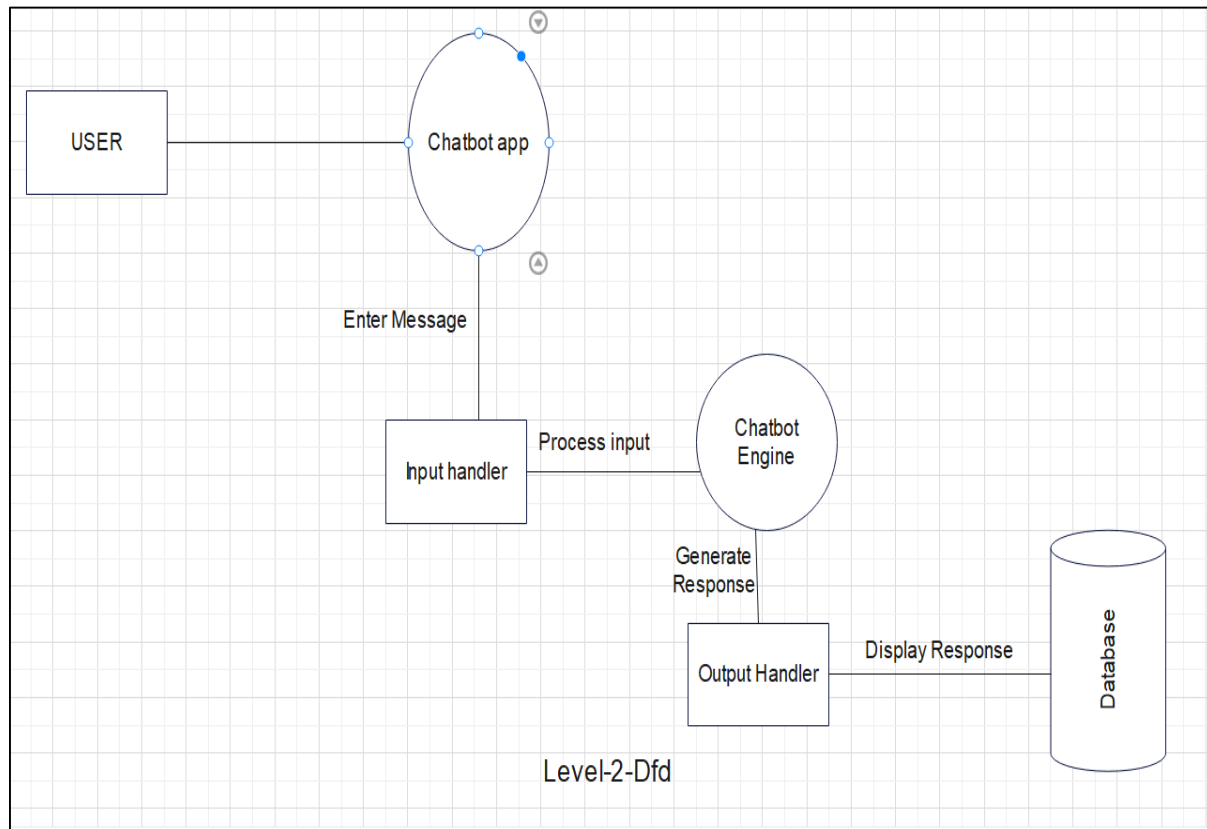 USER
Chatbot app
Enter Message
Input handler
Process input
Chatbot
Engine
Generate
Response
Output Handler
Display Response
Database
Level-2-Dfd